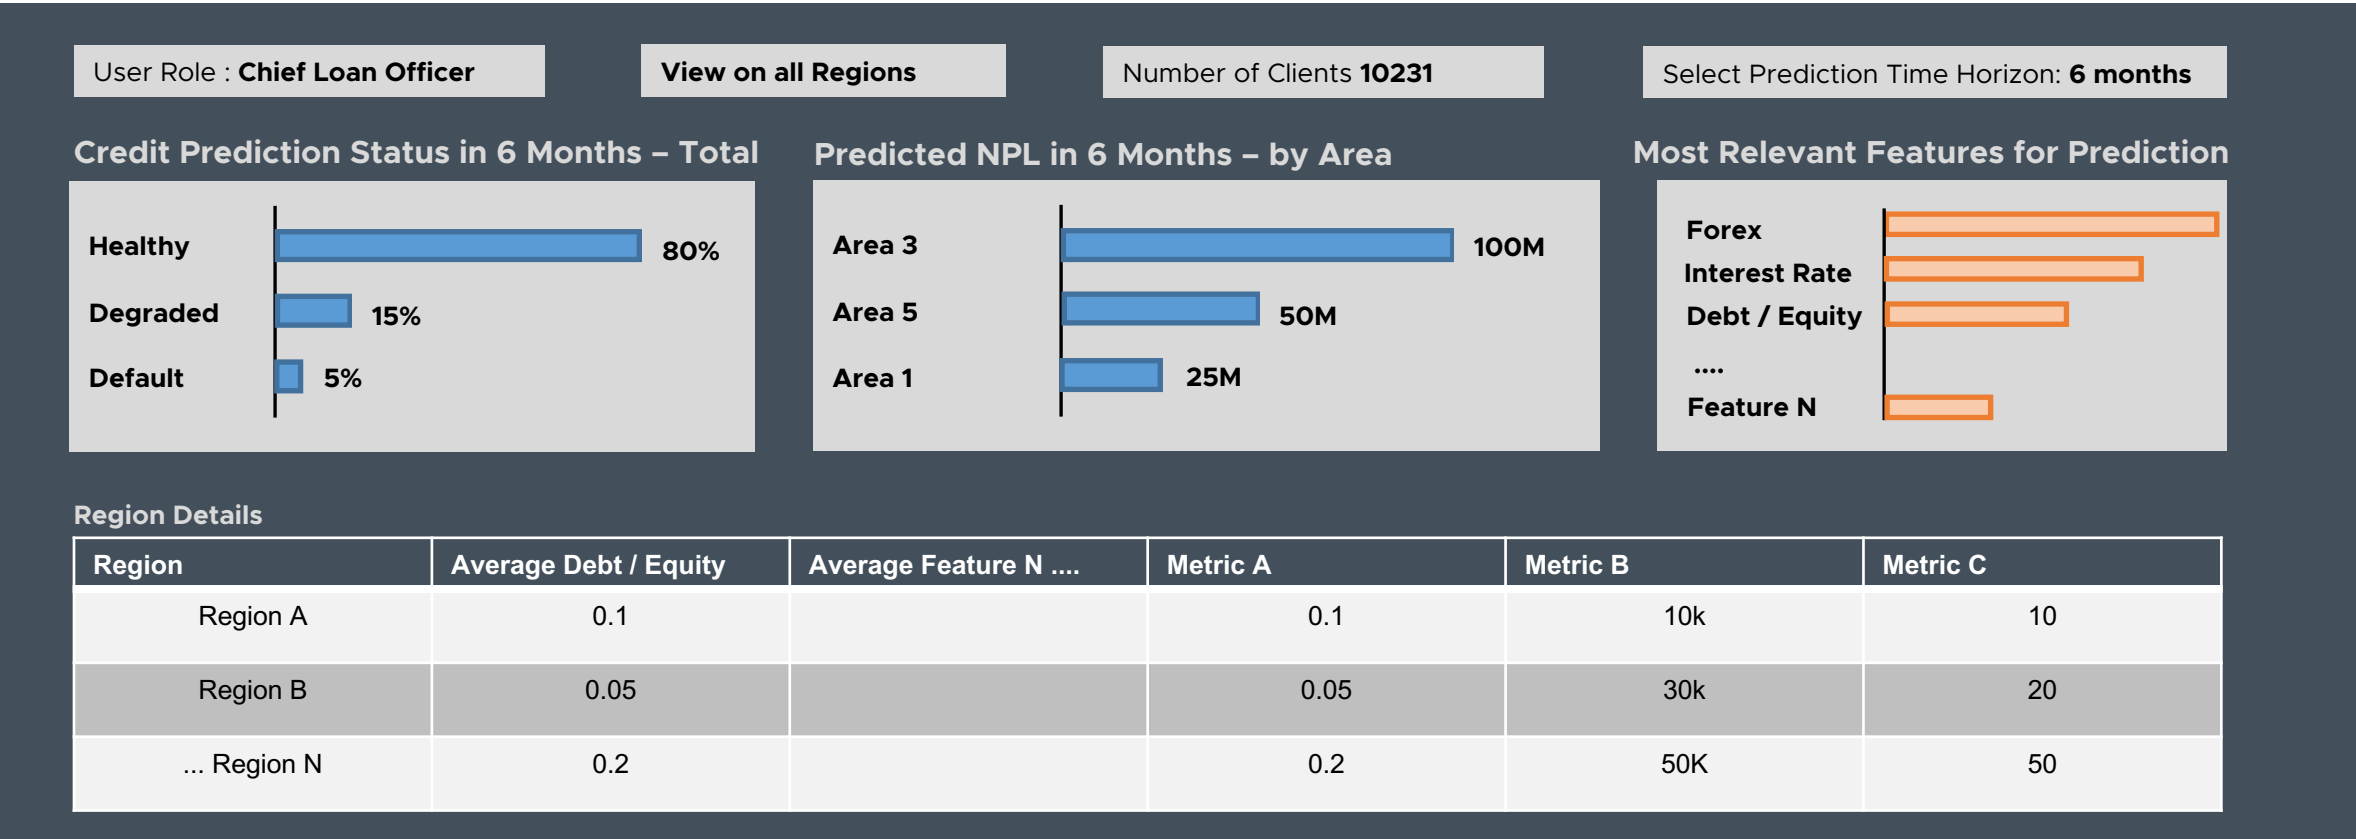 User Role : Chief Loan Officer
View on all Regions
Number of Clients 10231
Select Prediction Time Horizon: 6 months
Credit Prediction Status in 6 Months – Total
Healthy 80%
Degraded 15%
Default 5%
Predicted NPL in 6 Months – by Area
Area 3 100M
Area 5 50M
Area 1 25M
Most Relevant Features for Prediction
Forex
Interest Rate
Debt / Equity
....
Feature N
Region Details
Region Average Debt / Equity Average Feature N .... Metric A Metric B Metric C
Region A 0.1 0.1 10k 10
Region B 0.05 0.05 30k 20
... Region N 0.2 0.2 50K 50